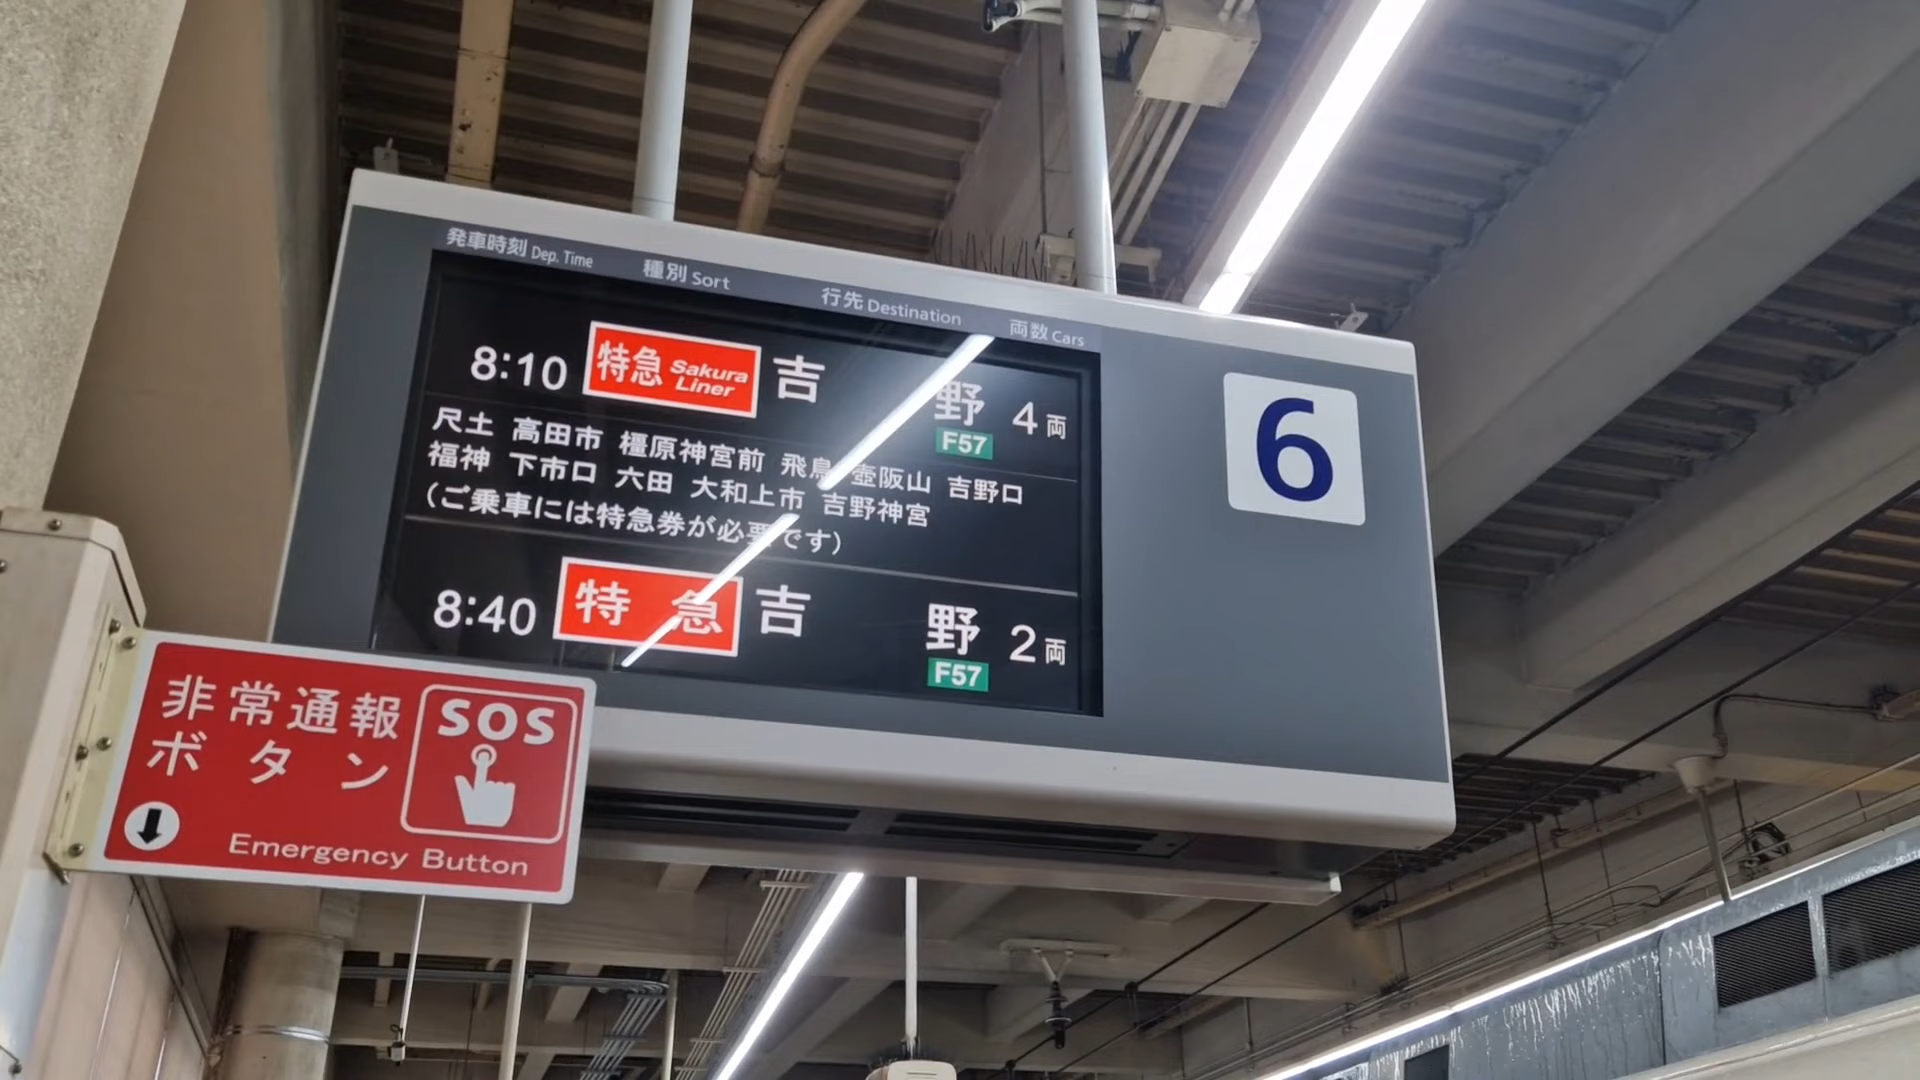 発車時刻 Dep. Time 種別 Sort 行先 Destination 両数 Cars
8:10 特急 Sakura Liner 吉野 4両
F57
尺土 高田市 橿原神宮前 飛鳥 壺阪山 吉野口
福神 下市口 六田 大和上市 吉野神宮
(ご乗車には特急券が必要です)
8:40 特急 吉野 2両
F57
6
非常通報
ボタン
SOS
Emergency Button